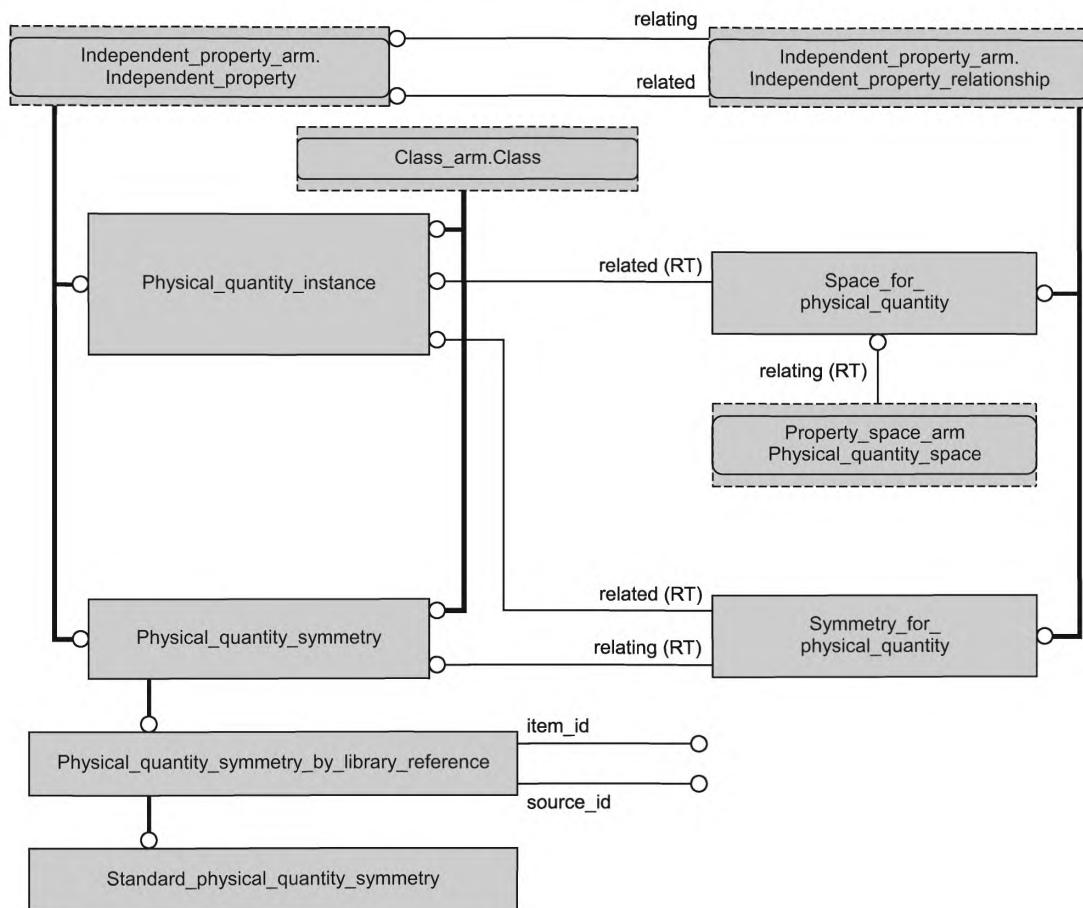 relating
Independent_property_arm.
Independent_property
Independent_property_arm.
Independent_property_relationship
related
Class_arm.Class
Physical_quantity_instance
related (RT)
Space_for_
physical_quantity
relating (RT)
Property_space_arm
Physical_quantity_space
related (RT)
Physical_quantity_symmetry
Symmetry_for_
physical_quantity
relating (RT)
item_id
Physical_quantity_symmetry_by_library_reference
source_id
Standard_physical_quantity_symmetry